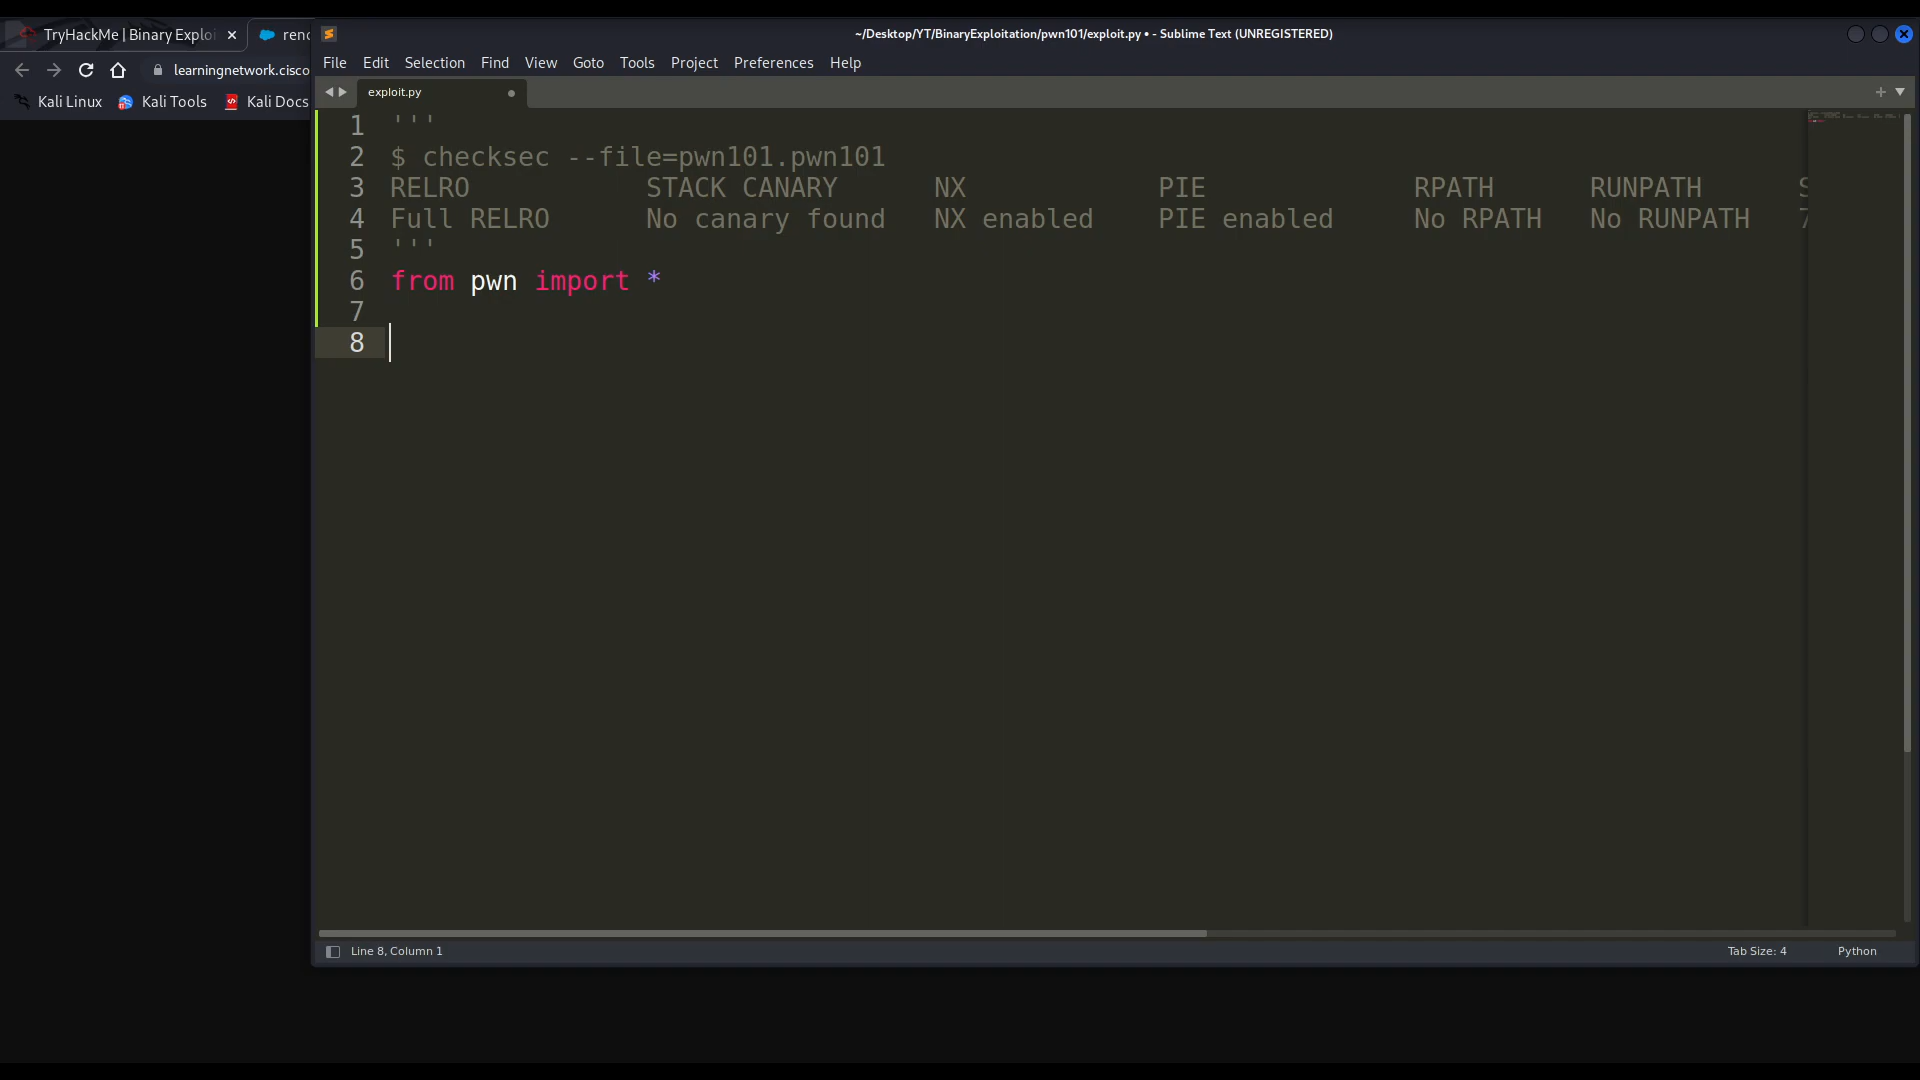 TryHackMe | Binary Exploi
~/Desktop/YT/BinaryExploitation/pwn101/exploit.py • - Sublime Text (UNREGISTERED)
File Edit Selection Find View Goto Tools Project Preferences Help
learningnetwork.cisco
Kali Linux Kali Tools Kali Docs
exploit.py
1 '''
2 $ checksec --file=pwn101.pwn101
3 RELRO STACK CANARY NX PIE RPATH RUNPATH S
4 Full RELRO No canary found NX enabled PIE enabled No RPATH No RUNPATH 7
5 '''
6 from pwn import *
7
8
Line 8, Column 1
Tab Size: 4
Python